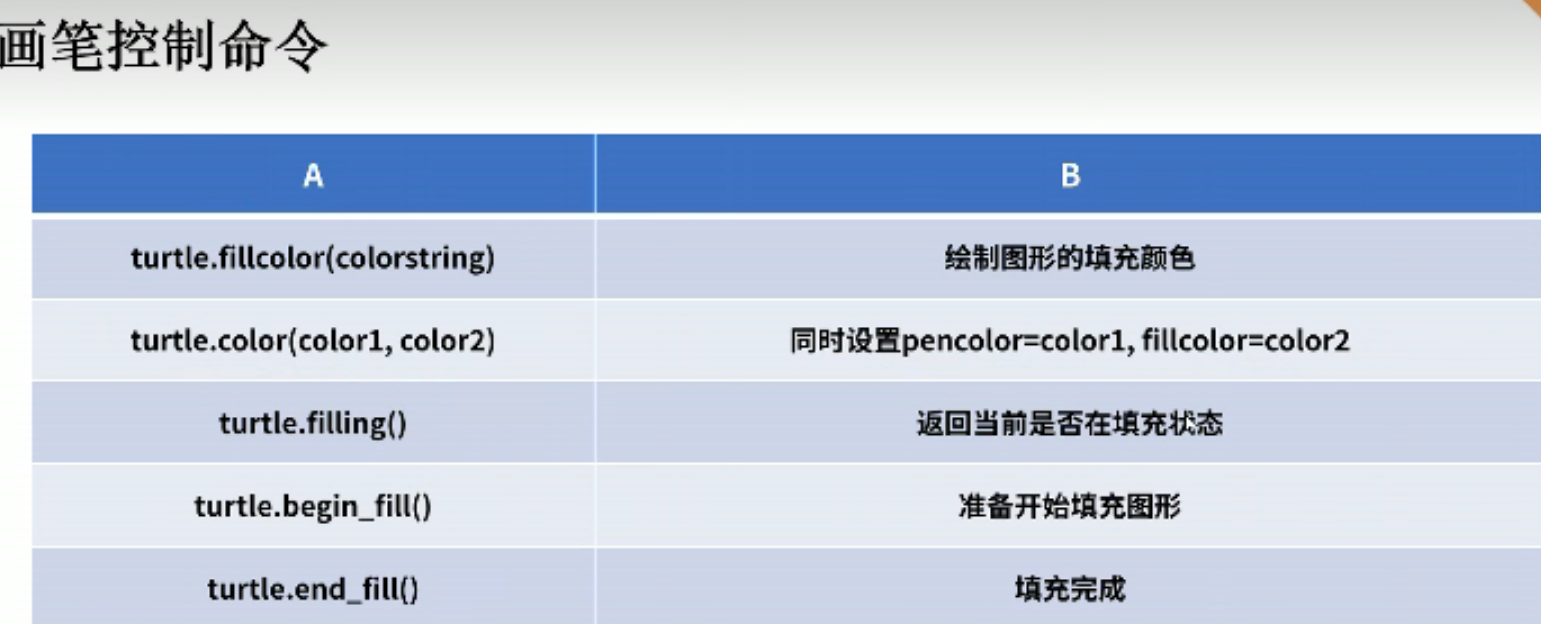 画笔控制命令
A B
turtle.fillcolor(colorstring) 绘制图形的填充颜色
turtle.color(color1, color2) 同时设置pencolor=color1, fillcolor=color2
turtle.filling() 返回当前是否在填充状态
turtle.begin_fill() 准备开始填充图形
turtle.end_fill() 填充完成